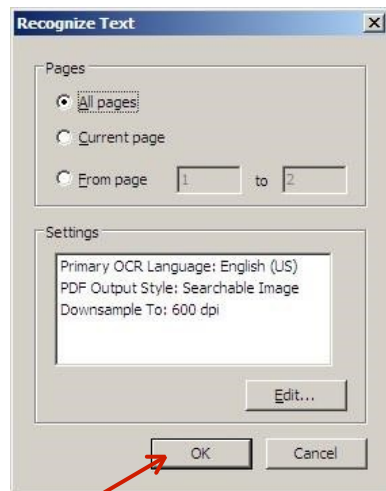 Recognize Text
Pages
All pages
Current page
From page 1 to 2
Settings
Primary OCR Language: English (US)
PDF Output Style: Searchable Image
Downsample To: 600 dpi
Edit...
OK Cancel